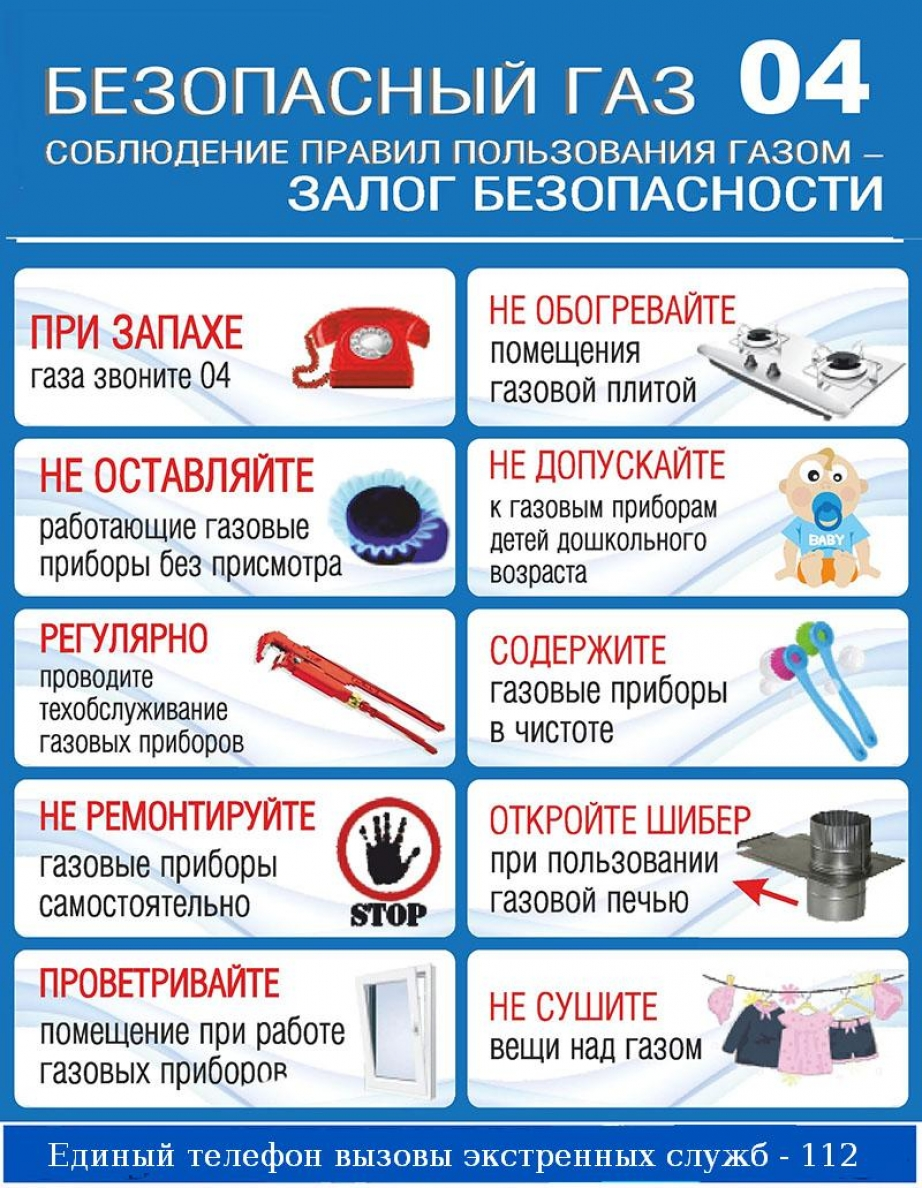 БЕЗОПАСНЫЙ ГАЗ 04
СОБЛЮДЕНИЕ ПРАВИЛ ПОЛЬЗОВАНИЯ ГАЗОМ –
ЗАЛОГ БЕЗОПАСНОСТИ
ПРИ ЗАПАХЕ
газа звоните 04
НЕ ОБОГРЕВАЙТЕ
помещения
газовой плитой
НЕ ОСТАВЛЯЙТЕ
работающие газовые
приборы без присмотра
НЕ ДОПУСКАЙТЕ
к газовым приборам
детей дошкольного
возраста
BABY
РЕГУЛЯРНО
проводите
техобслуживание
газовых приборов
СОДЕРЖИТЕ
газовые приборы
в чистоте
НЕ РЕМОНТИРУЙТЕ
газовые приборы
самостоятельно
STOP
ОТКРОЙТЕ ШИБЕР
при пользовании
газовой печью
ПРОВЕТРИВАЙТЕ
помещение при работе
газовых приборов
НЕ СУШИТЕ
вещи над газом
Единый телефон вызовы экстренных служб - 112